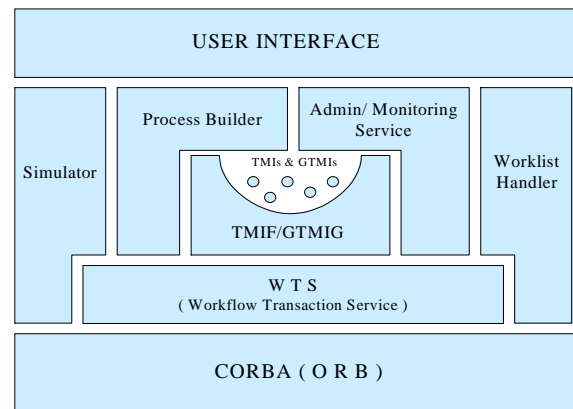 USER INTERFACE
Simulator
Process Builder
Admin/ Monitoring
Service
Worklist
Handler
TMIs & GTMIs
TMIF/GTMIG
W T S
( Workflow Transaction Service )
CORBA ( O R B )